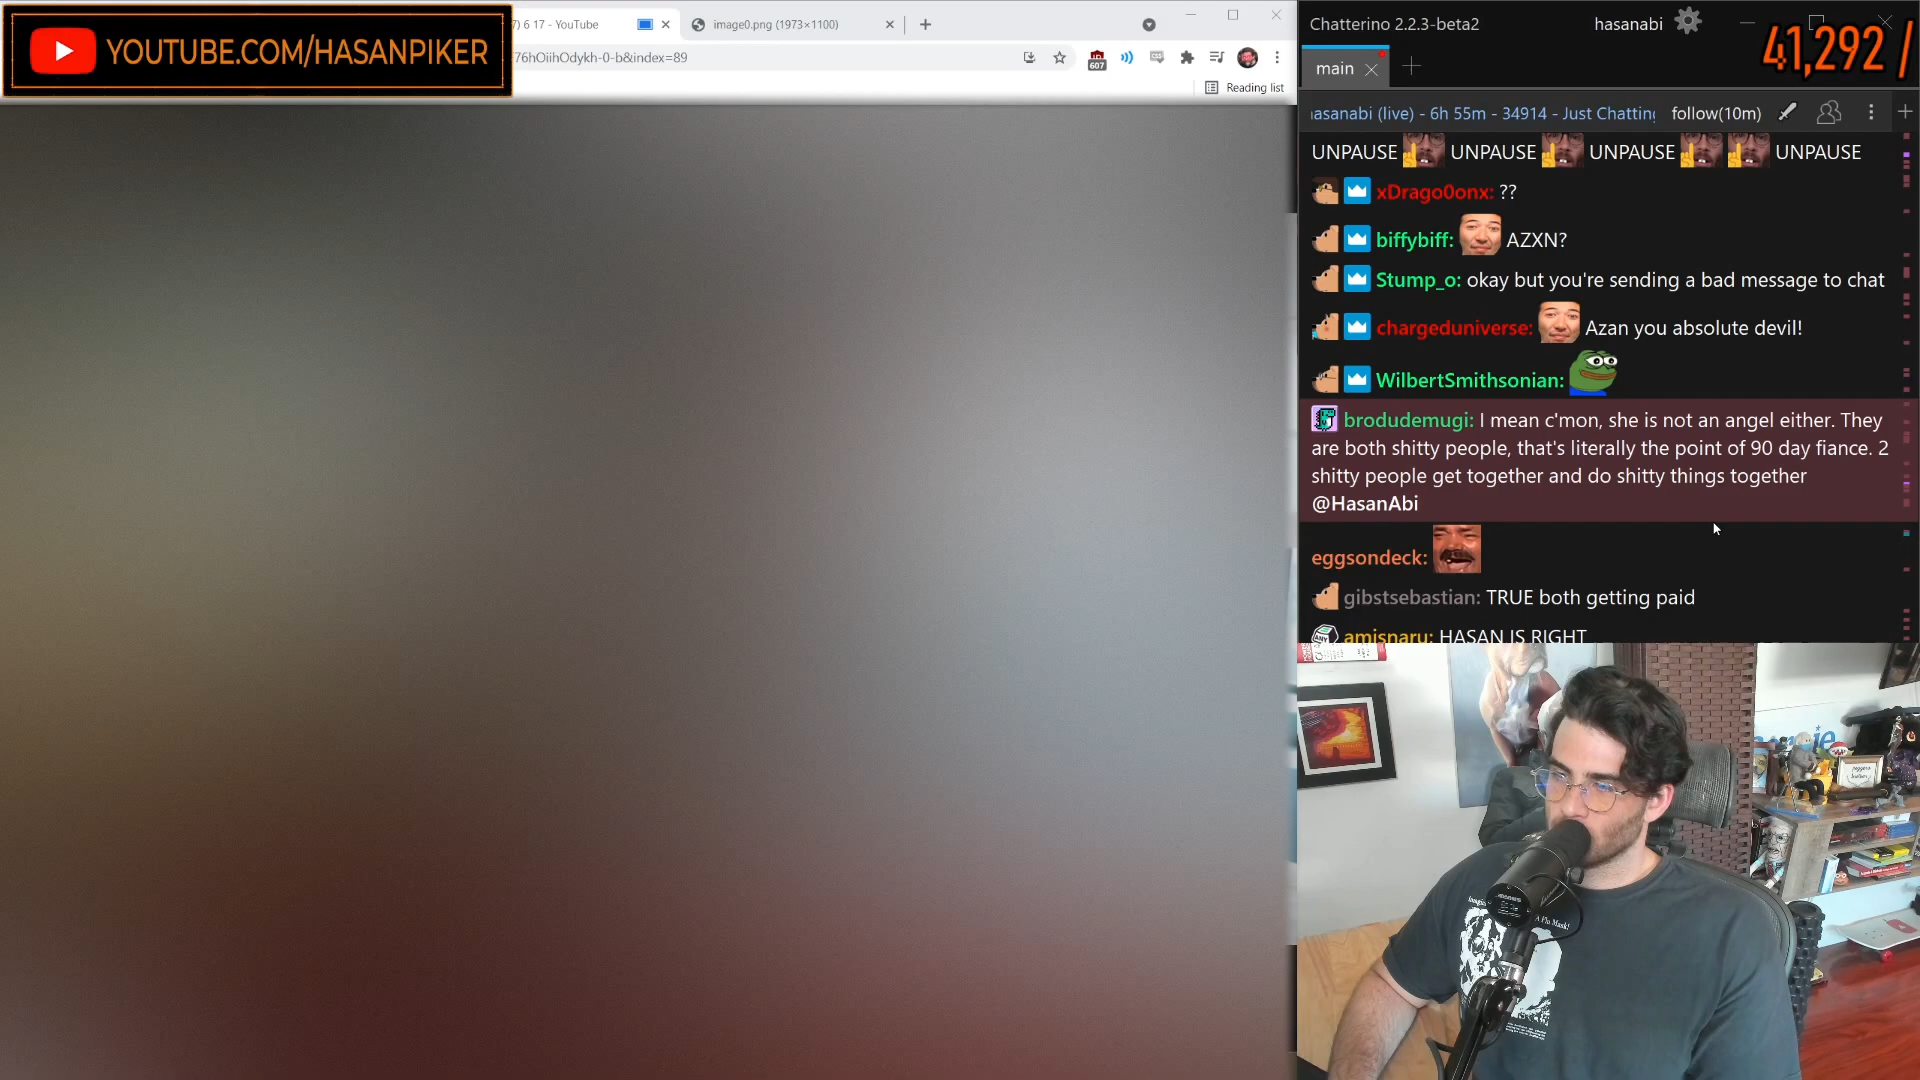 YOUTUBE.COM/HASANPIKER
) 6 17 - YouTube
image0.png (1973×1100)
76hOiihOdykh-0-b&index=89
607
Reading list
Chatterino 2.2.3-beta2
hasanabi
41,292 /
main
asanabi (live) - 6h 55m - 34914 - Just Chatting
follow(10m)
UNPAUSE UNPAUSE UNPAUSE UNPAUSE
xDrago0onx: ??
biffybiff: AZXN?
Stump_o: okay but you're sending a bad message to chat
chargeduniverse: Azan you absolute devil!
WilbertSmithsonian:
brodudemugi: I mean c'mon, she is not an angel either. They
are both shitty people, that's literally the point of 90 day fiance. 2
shitty people get together and do shitty things together
@HasanAbi
eggsondeck:
gibstsebastian: TRUE both getting paid
amisnaru: HASAN IS RIGHT